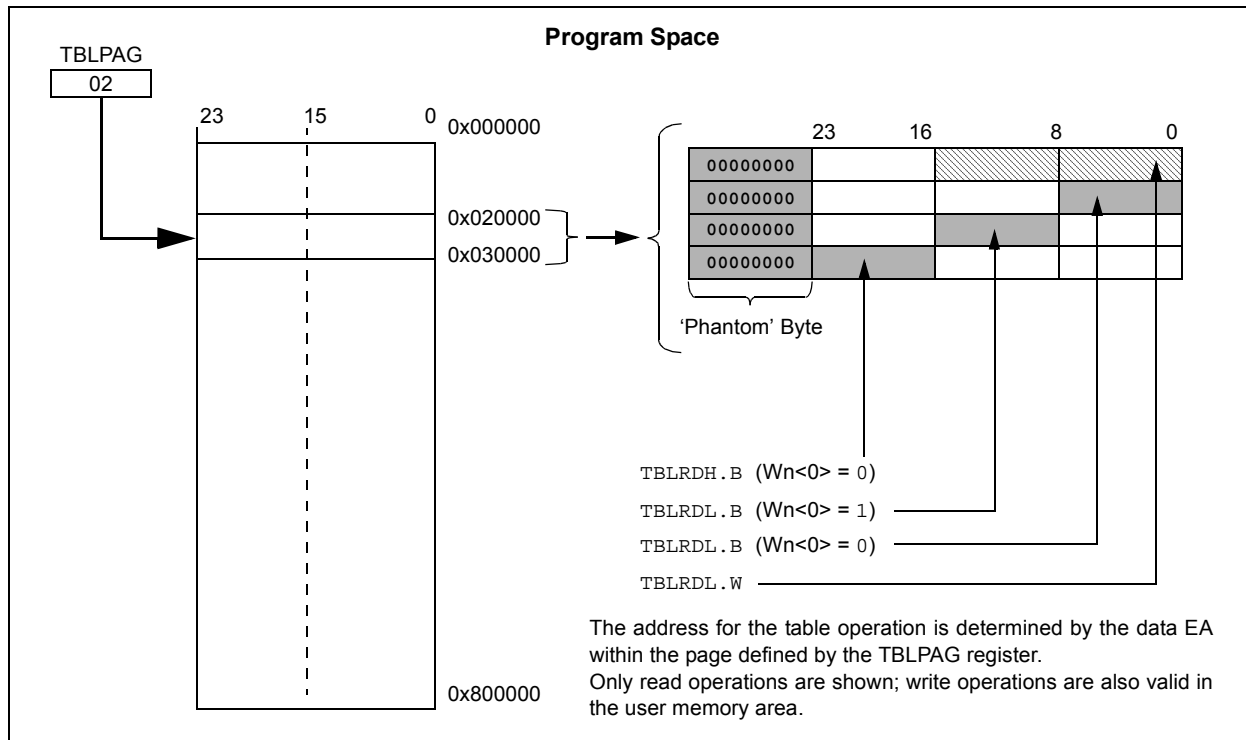 Program Space
TBLPAG
02
23 15 0
0x000000
0x020000
0x030000
0x800000
23 16 8 0
00000000
00000000
00000000
00000000
‘Phantom’ Byte
TBLRDH.B (Wn<0> = 0)
TBLRDL.B (Wn<0> = 1)
TBLRDL.B (Wn<0> = 0)
TBLRDL.W
The address for the table operation is determined by the data EA
within the page defined by the TBLPAG register.
Only read operations are shown; write operations are also valid in
the user memory area.